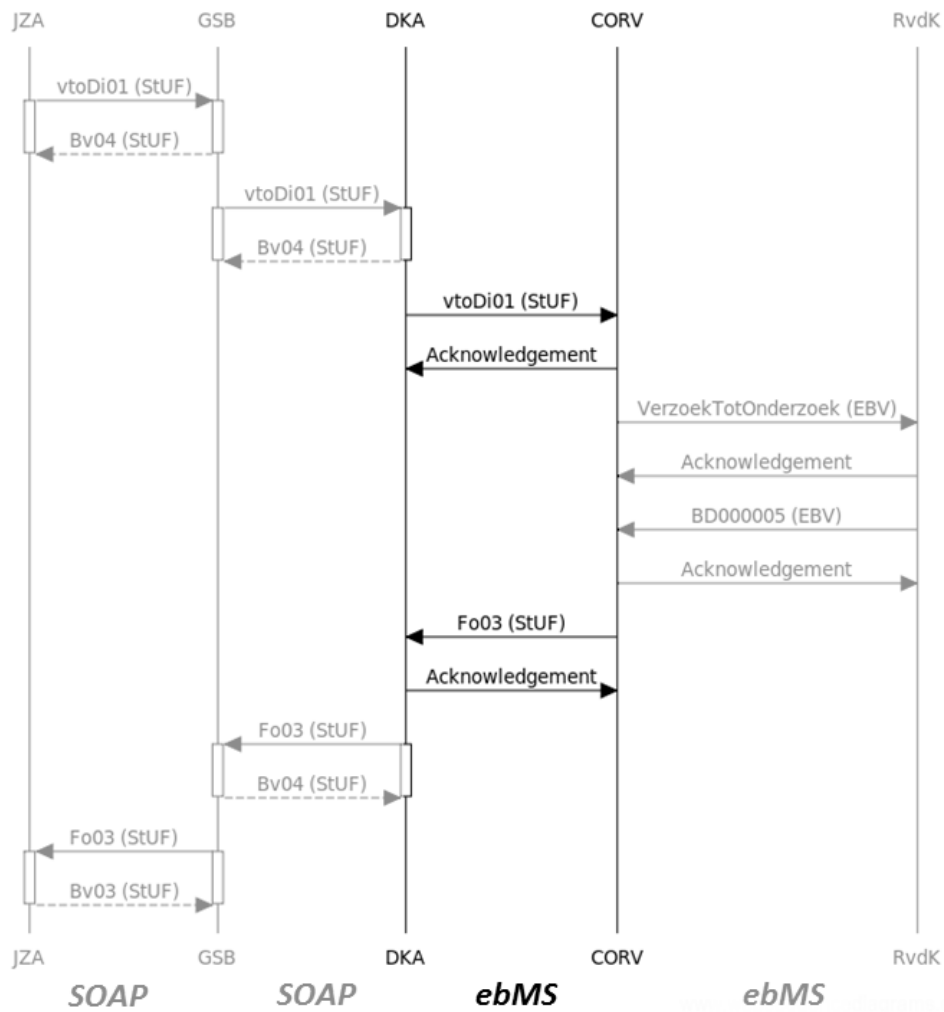 JZA GSB DKA CORV RvdK
vtoDi01 (StUF)
Bv04 (StUF)
vtoDi01 (StUF)
Bv04 (StUF)
vtoDi01 (StUF)
Acknowledgement
VerzoekTotOnderzoek (EBV)
Acknowledgement
BD000005 (EBV)
Acknowledgement
Fo03 (StUF)
Acknowledgement
Fo03 (StUF)
Bv04 (StUF)
Fo03 (StUF)
Bv03 (StUF)
JZA GSB DKA CORV RvdK
SOAP SOAP ebMS ebMS